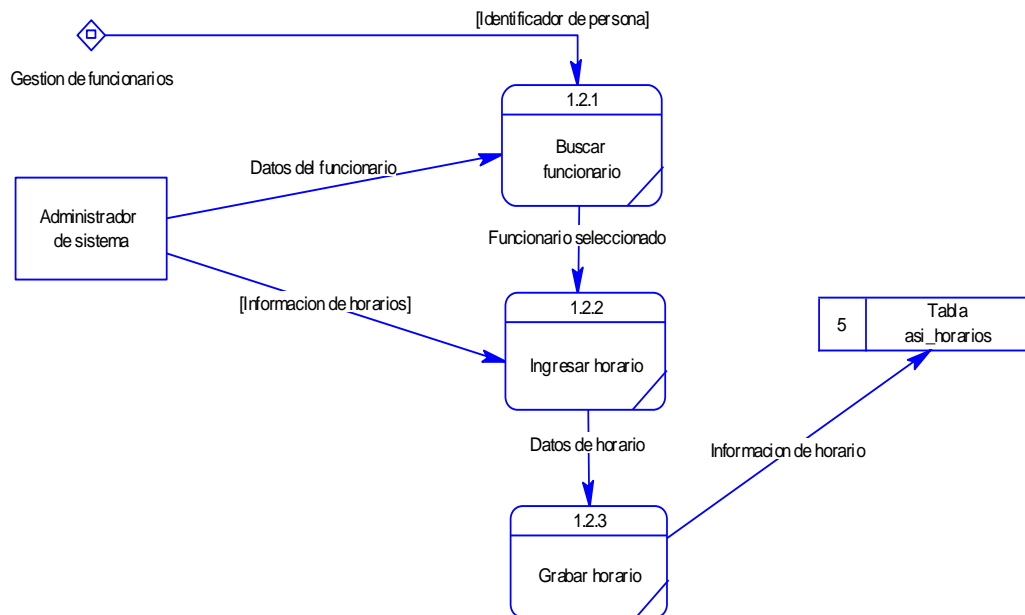 [Identificador de persona]
Gestion de funcionarios
1.2.1
Buscar
funcionario
Datos del funcionario
Administrador
de sistema
Funcionario seleccionado
[Informacion de horarios]
1.2.2
Ingresar horario
5
Tabla
asi_horarios
Datos de horario
Informacion de horario
1.2.3
Grabar horario